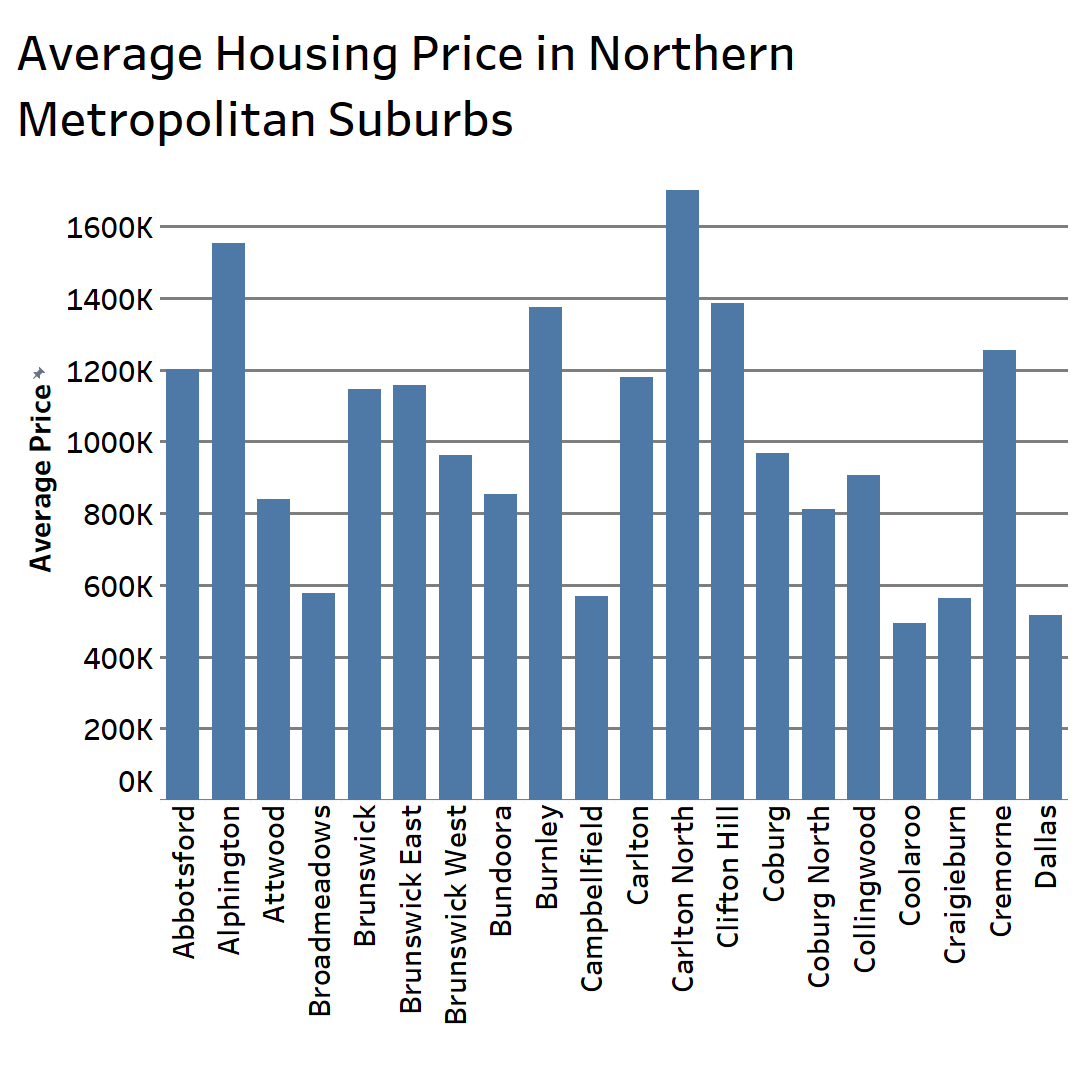 Average Housing Price in Northern
Metropolitan Suburbs
Average Price
1600K
1400K
1200K
1000K
800K
600K
400K
200K
0K
Abbotsford
Alphington
Attwood
Broadmeadows
Brunswick
Brunswick East
Brunswick West
Bundoora
Burnley
Campbellfield
Carlton
Carlton North
Clifton Hill
Coburg
Coburg North
Collingwood
Coolaroo
Craigieburn
Cremorne
Dallas